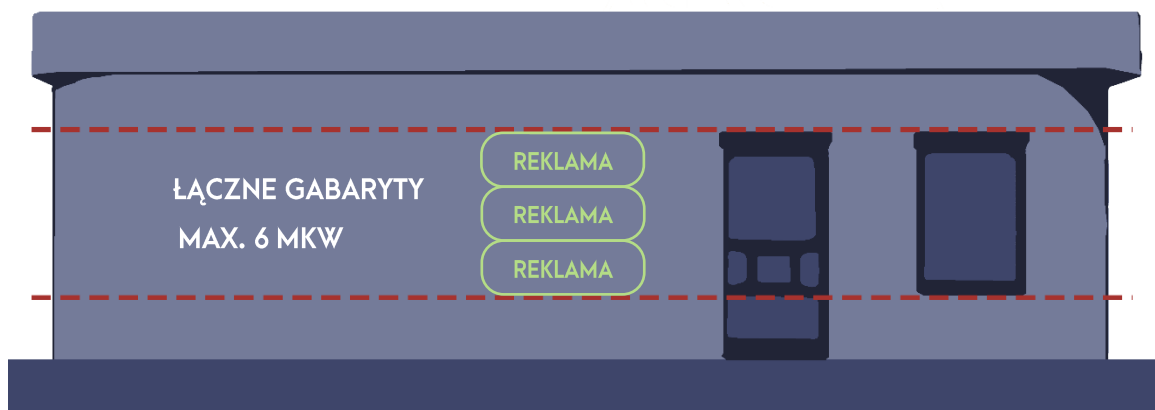 REKLAMA
ŁĄCZNE GABARYTY
REKLAMA
MAX. 6 MKW
REKLAMA